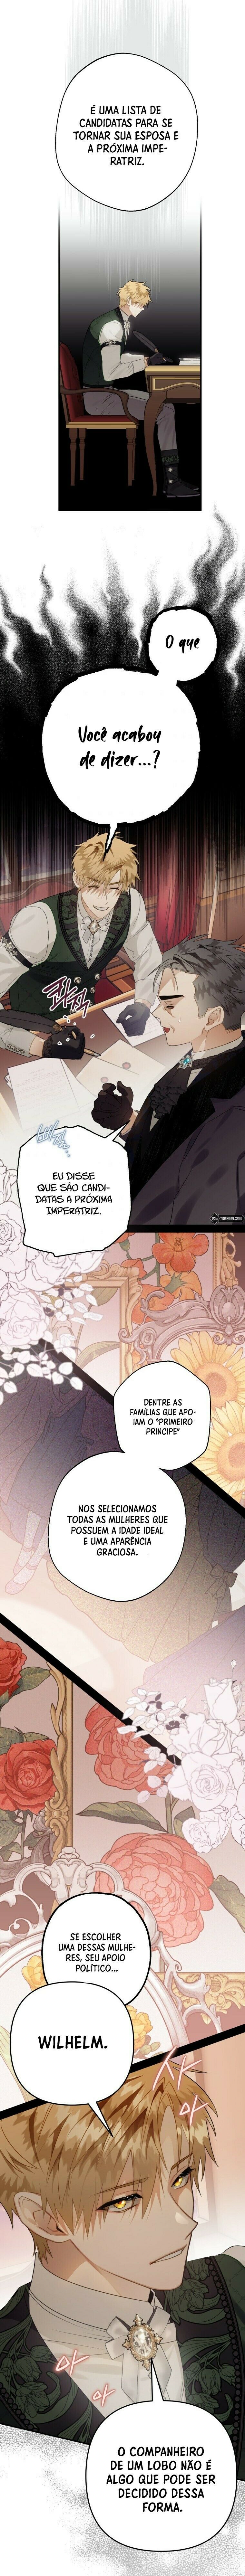 É UMA LISTA DE
CANDIDATAS PARA SE
TORNAR SUA ESPOSA E
A PRÓXIMA IMPE-
RATRIZ.
O que
Você acabou
de dizer...?
EU DISSE
QUE SÃO CANDI-
DATAS A PRÓXIMA
IMPERATRIZ.
DENTRE AS
FAMÍLIAS QUE APO-
IAM O "PRIMEIRO
PRINCIPE"
NOS SELECIONAMOS
TODAS AS MULHERES QUE
POSSUEM A IDADE IDEAL
E UMA APARÊNCIA
GRACIOSA.
SE ESCOLHER
UMA DESSAS MULHE-
RES, SEU APOIO
POLÍTICO...
WILHELM.
O COMPANHEIRO
DE UM LOBO NÃO É
ALGO QUE PODE SER
DECIDIDO DESSA
FORMA.